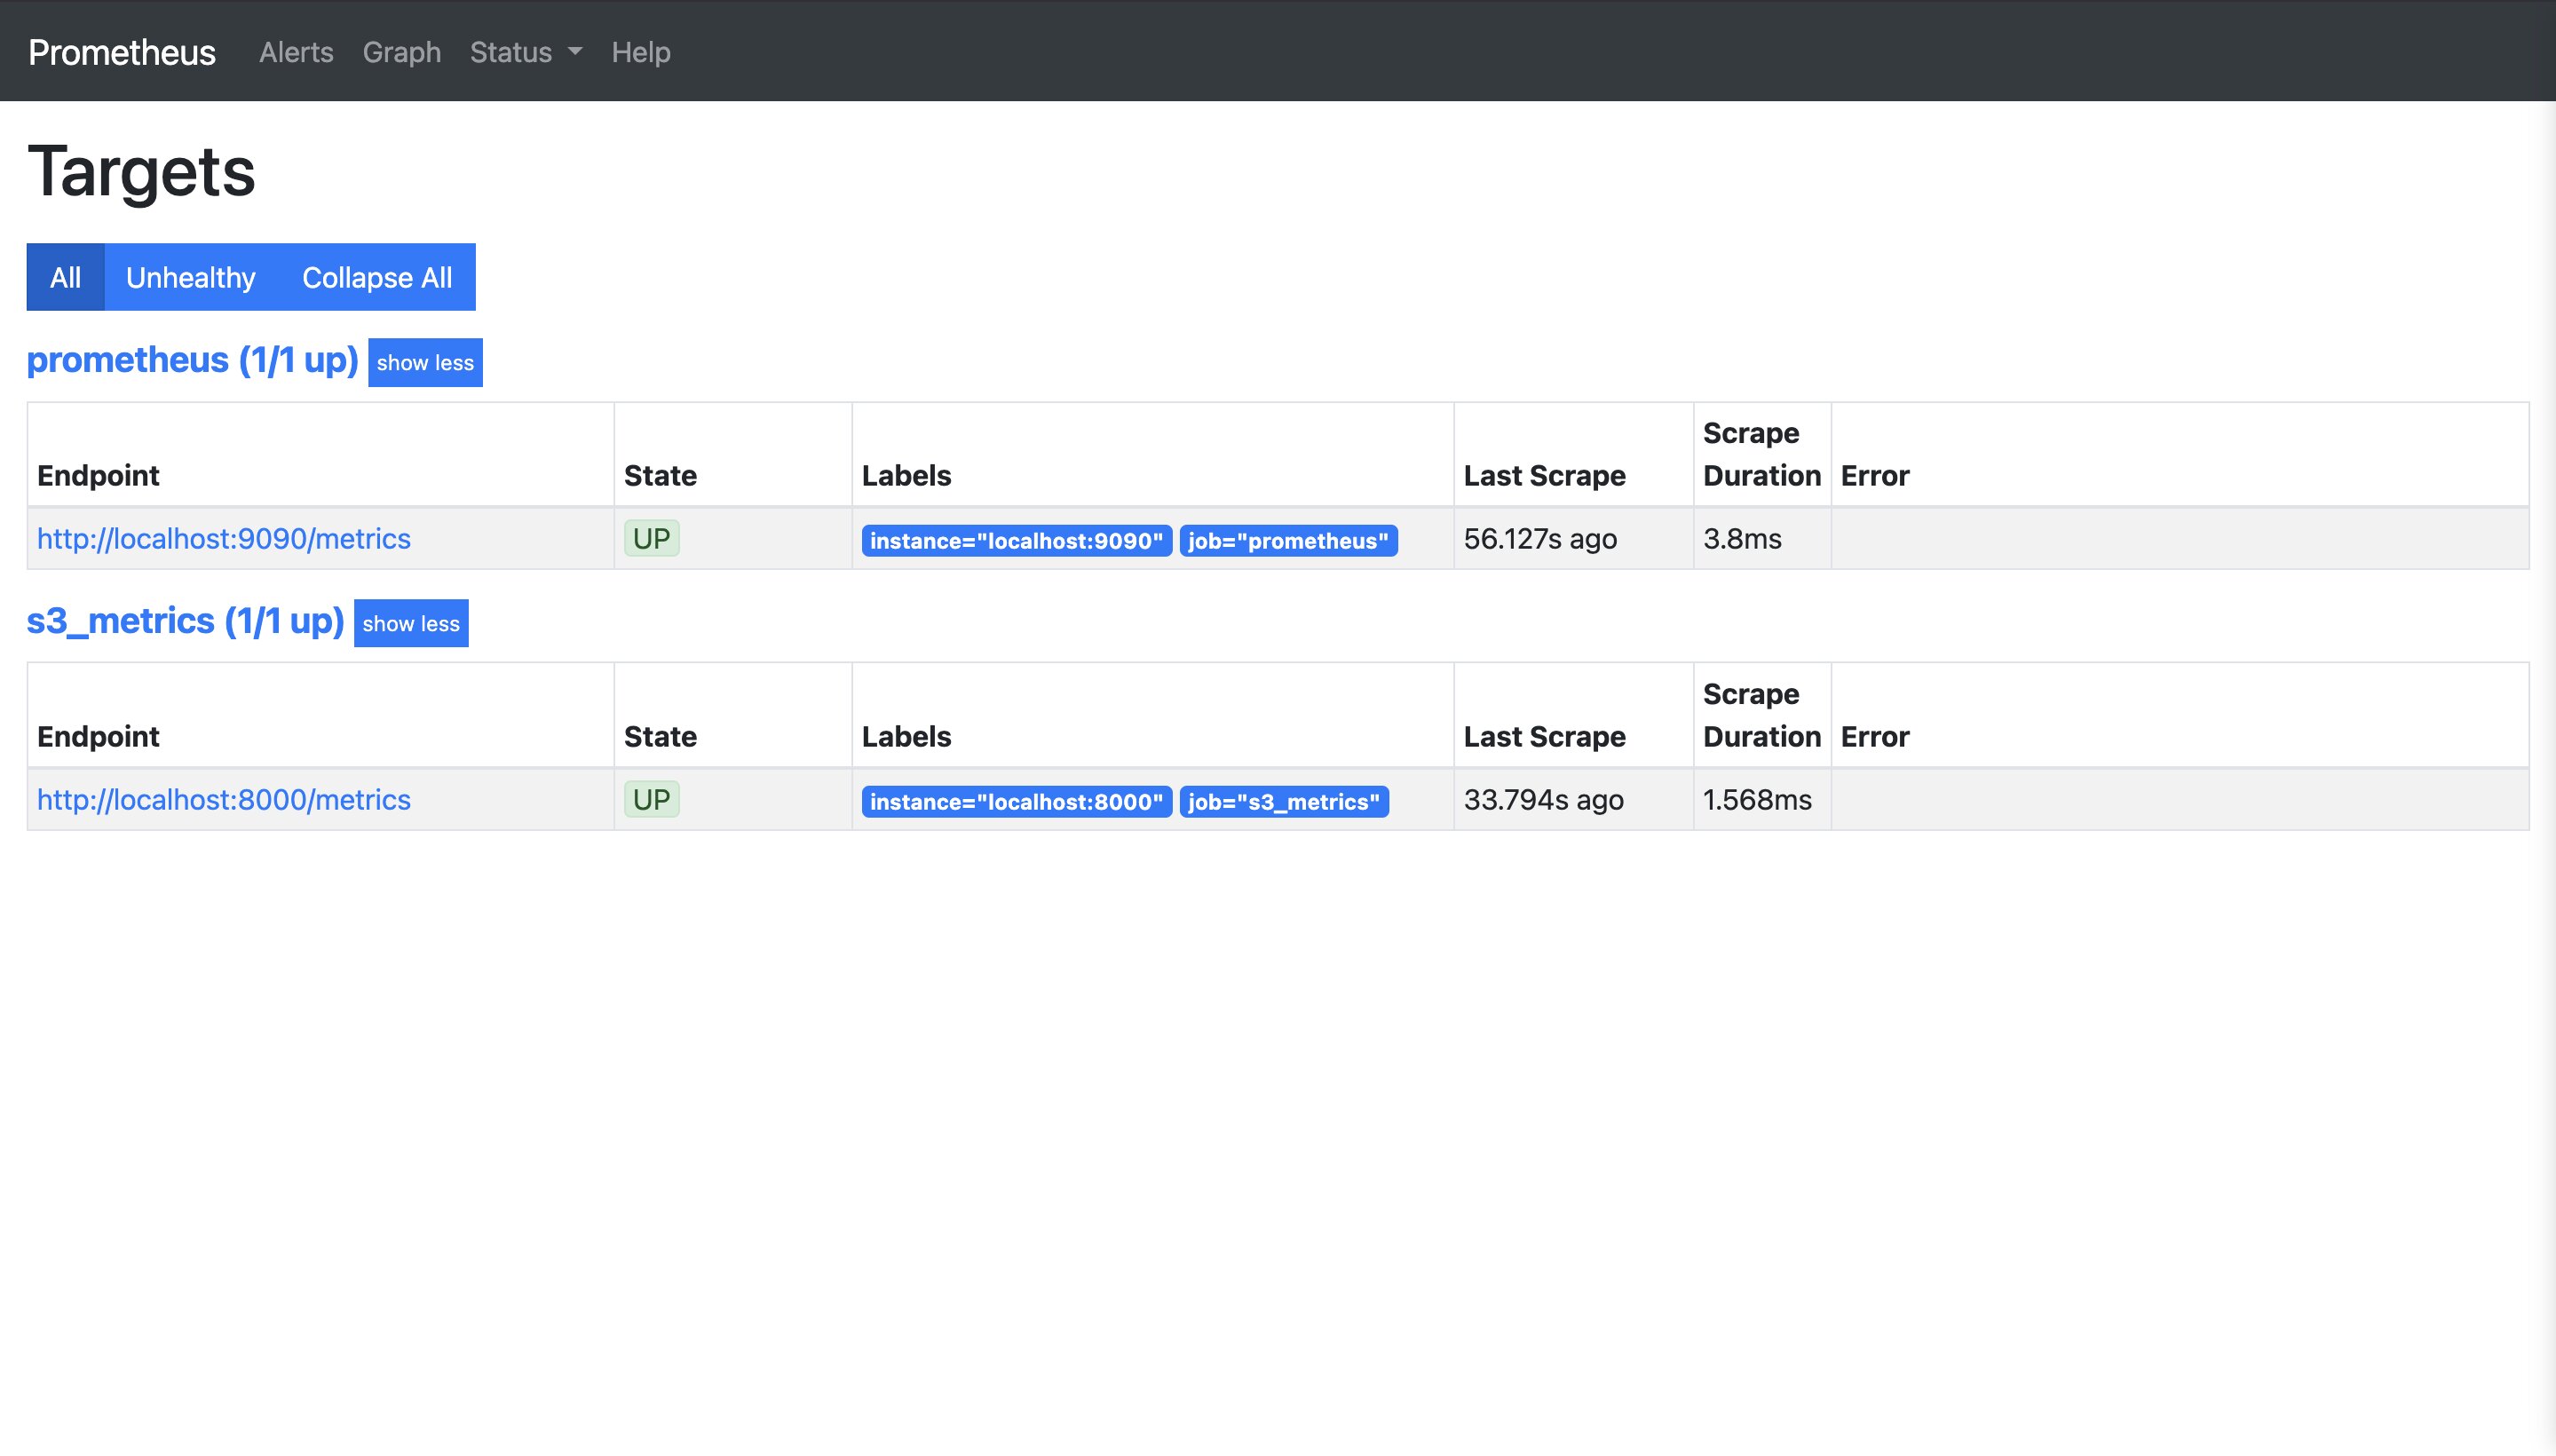 Prometheus Alerts Graph Status Help
Targets
All Unhealthy Collapse All
prometheus (1/1 up) show less
Endpoint State Labels Last Scrape Scrape Duration Error
http://localhost:9090/metrics UP instance="localhost:9090" job="prometheus" 56.127s ago 3.8ms
s3_metrics (1/1 up) show less
Endpoint State Labels Last Scrape Scrape Duration Error
http://localhost:8000/metrics UP instance="localhost:8000" job="s3_metrics" 33.794s ago 1.568ms